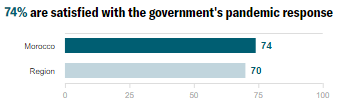 74% are satisfied with the government's pandemic response
Morocco 74
Region 70
0 25 50 75 100